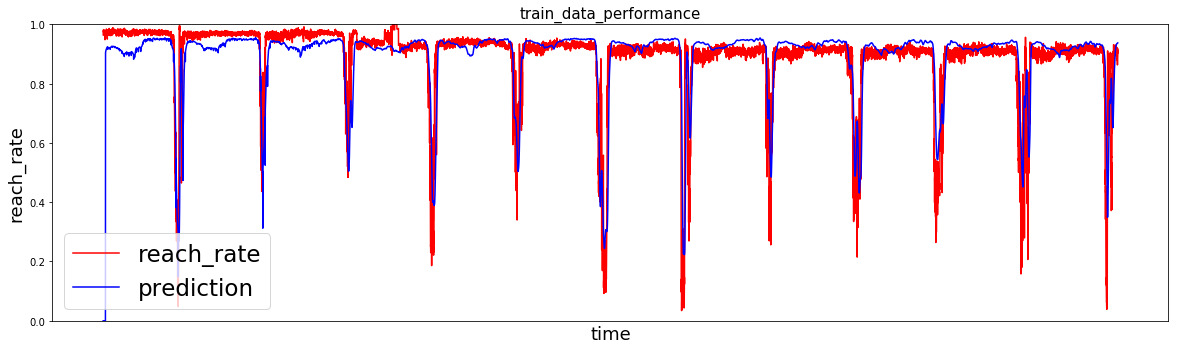 train_data_performance
1.0
0.8
0.6
0.4
0.2
0.0
reach_rate
reach_rate
prediction
time